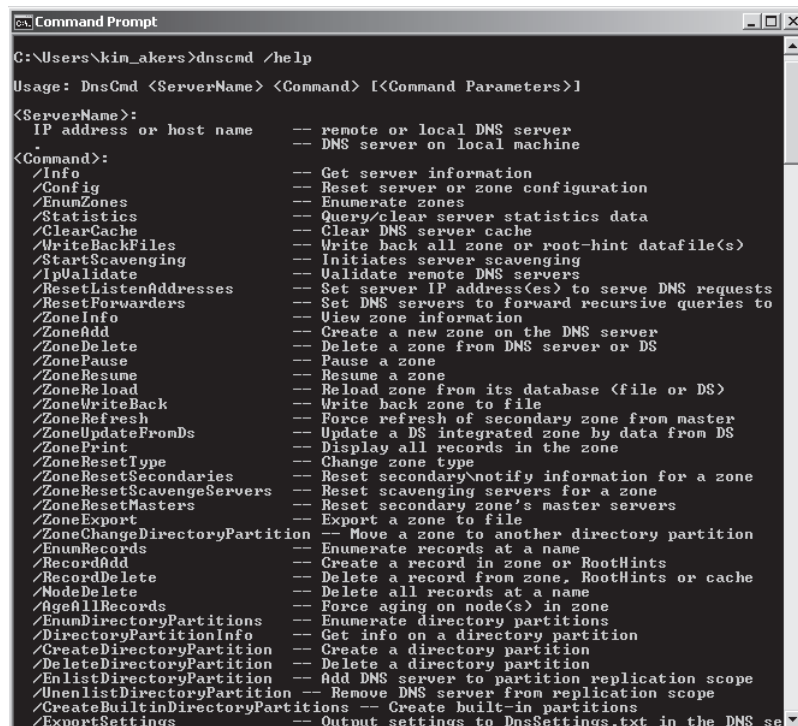 Command Prompt
C:\Users\kim_akers>dnscmd /help
Usage: DnsCmd <ServerName> <Command> [<Command Parameters>]
<ServerName>:
  IP address or host name    -- remote or local DNS server
  .                          -- DNS server on local machine
<Command>:
  /Info                      -- Get server information
  /Config                    -- Reset server or zone configuration
  /EnumZones                 -- Enumerate zones
  /Statistics                -- Query/clear server statistics data
  /ClearCache                -- Clear DNS server cache
  /WriteBackFiles            -- Write back all zone or root-hint datafile(s)
  /StartScavenging           -- Initiates server scavenging
  /IpValidate                -- Validate remote DNS servers
  /ResetListenAddresses      -- Set server IP address(es) to serve DNS requests
  /ResetForwarders           -- Set DNS servers to forward recursive queries to
  /ZoneInfo                  -- View zone information
  /ZoneAdd                   -- Create a new zone on the DNS server
  /ZoneDelete                -- Delete a zone from DNS server or DS
  /ZonePause                 -- Pause a zone
  /ZoneResume                -- Resume a zone
  /ZoneReload                -- Reload zone from its database (file or DS)
  /ZoneWriteBack             -- Write back zone to file
  /ZoneRefresh               -- Force refresh of secondary zone from master
  /ZoneUpdateFromDs          -- Update a DS integrated zone by data from DS
  /ZonePrint                 -- Display all records in the zone
  /ZoneResetType             -- Change zone type
  /ZoneResetSecondaries      -- Reset secondary\notify information for a zone
  /ZoneResetScavengeServers  -- Reset scavenging servers for a zone
  /ZoneResetMasters          -- Reset secondary zone's master servers
  /ZoneExport                -- Export a zone to file
  /ZoneChangeDirectoryPartition -- Move a zone to another directory partition
  /EnumRecords               -- Enumerate records at a name
  /RecordAdd                 -- Create a record in zone or RootHints
  /RecordDelete              -- Delete a record from zone, RootHints or cache
  /NodeDelete                -- Delete all records at a name
  /AgeAllRecords             -- Force aging on node(s) in zone
  /EnumDirectoryPartitions   -- Enumerate directory partitions
  /DirectoryPartitionInfo    -- Get info on a directory partition
  /CreateDirectoryPartition  -- Create a directory partition
  /DeleteDirectoryPartition  -- Delete a directory partition
  /EnlistDirectoryPartition  -- Add DNS server to partition replication scope
  /UnenlistDirectoryPartition -- Remove DNS server from replication scope
  /CreateBuiltinDirectoryPartitions -- Create built-in partitions
  /ExportSettings            -- Output settings to DnsSettings.txt in the DNS se